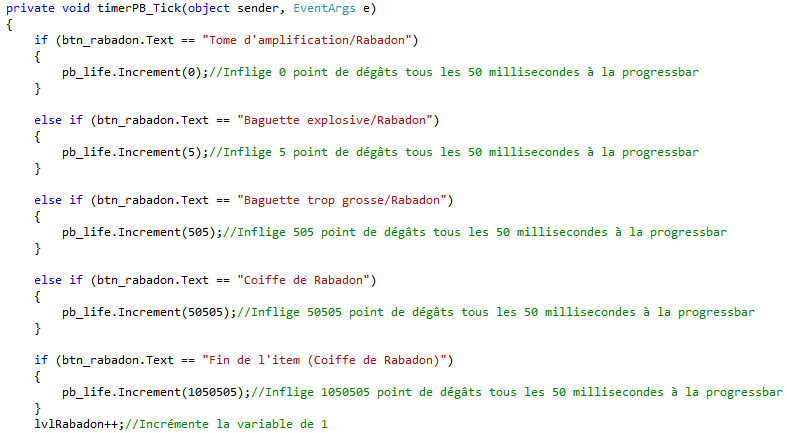 private void timerPB_Tick(object sender, EventArgs e)
{
if (btn_rabadon.Text == "Tome d'amplification/Rabadon")
{
pb_life.Increment(0);//Inflige 0 point de dégâts tous les 50 millisecondes à la progressbar
}
else if (btn_rabadon.Text == "Baguette explosive/Rabadon")
{
pb_life.Increment(5);//Inflige 5 point de dégâts tous les 50 millisecondes à la progressbar
}
else if (btn_rabadon.Text == "Baguette trop grosse/Rabadon")
{
pb_life.Increment(505);//Inflige 505 point de dégâts tous les 50 millisecondes à la progressbar
}
else if (btn_rabadon.Text == "Coiffe de Rabadon")
{
pb_life.Increment(50505);//Inflige 50505 point de dégâts tous les 50 millisecondes à la progressbar
}
if (btn_rabadon.Text == "Fin de l'item (Coiffe de Rabadon)")
{
pb_life.Increment(1050505);//Inflige 1050505 point de dégâts tous les 50 millisecondes à la progressbar
}
lvlRabadon++;//Incrémente la variable de 1